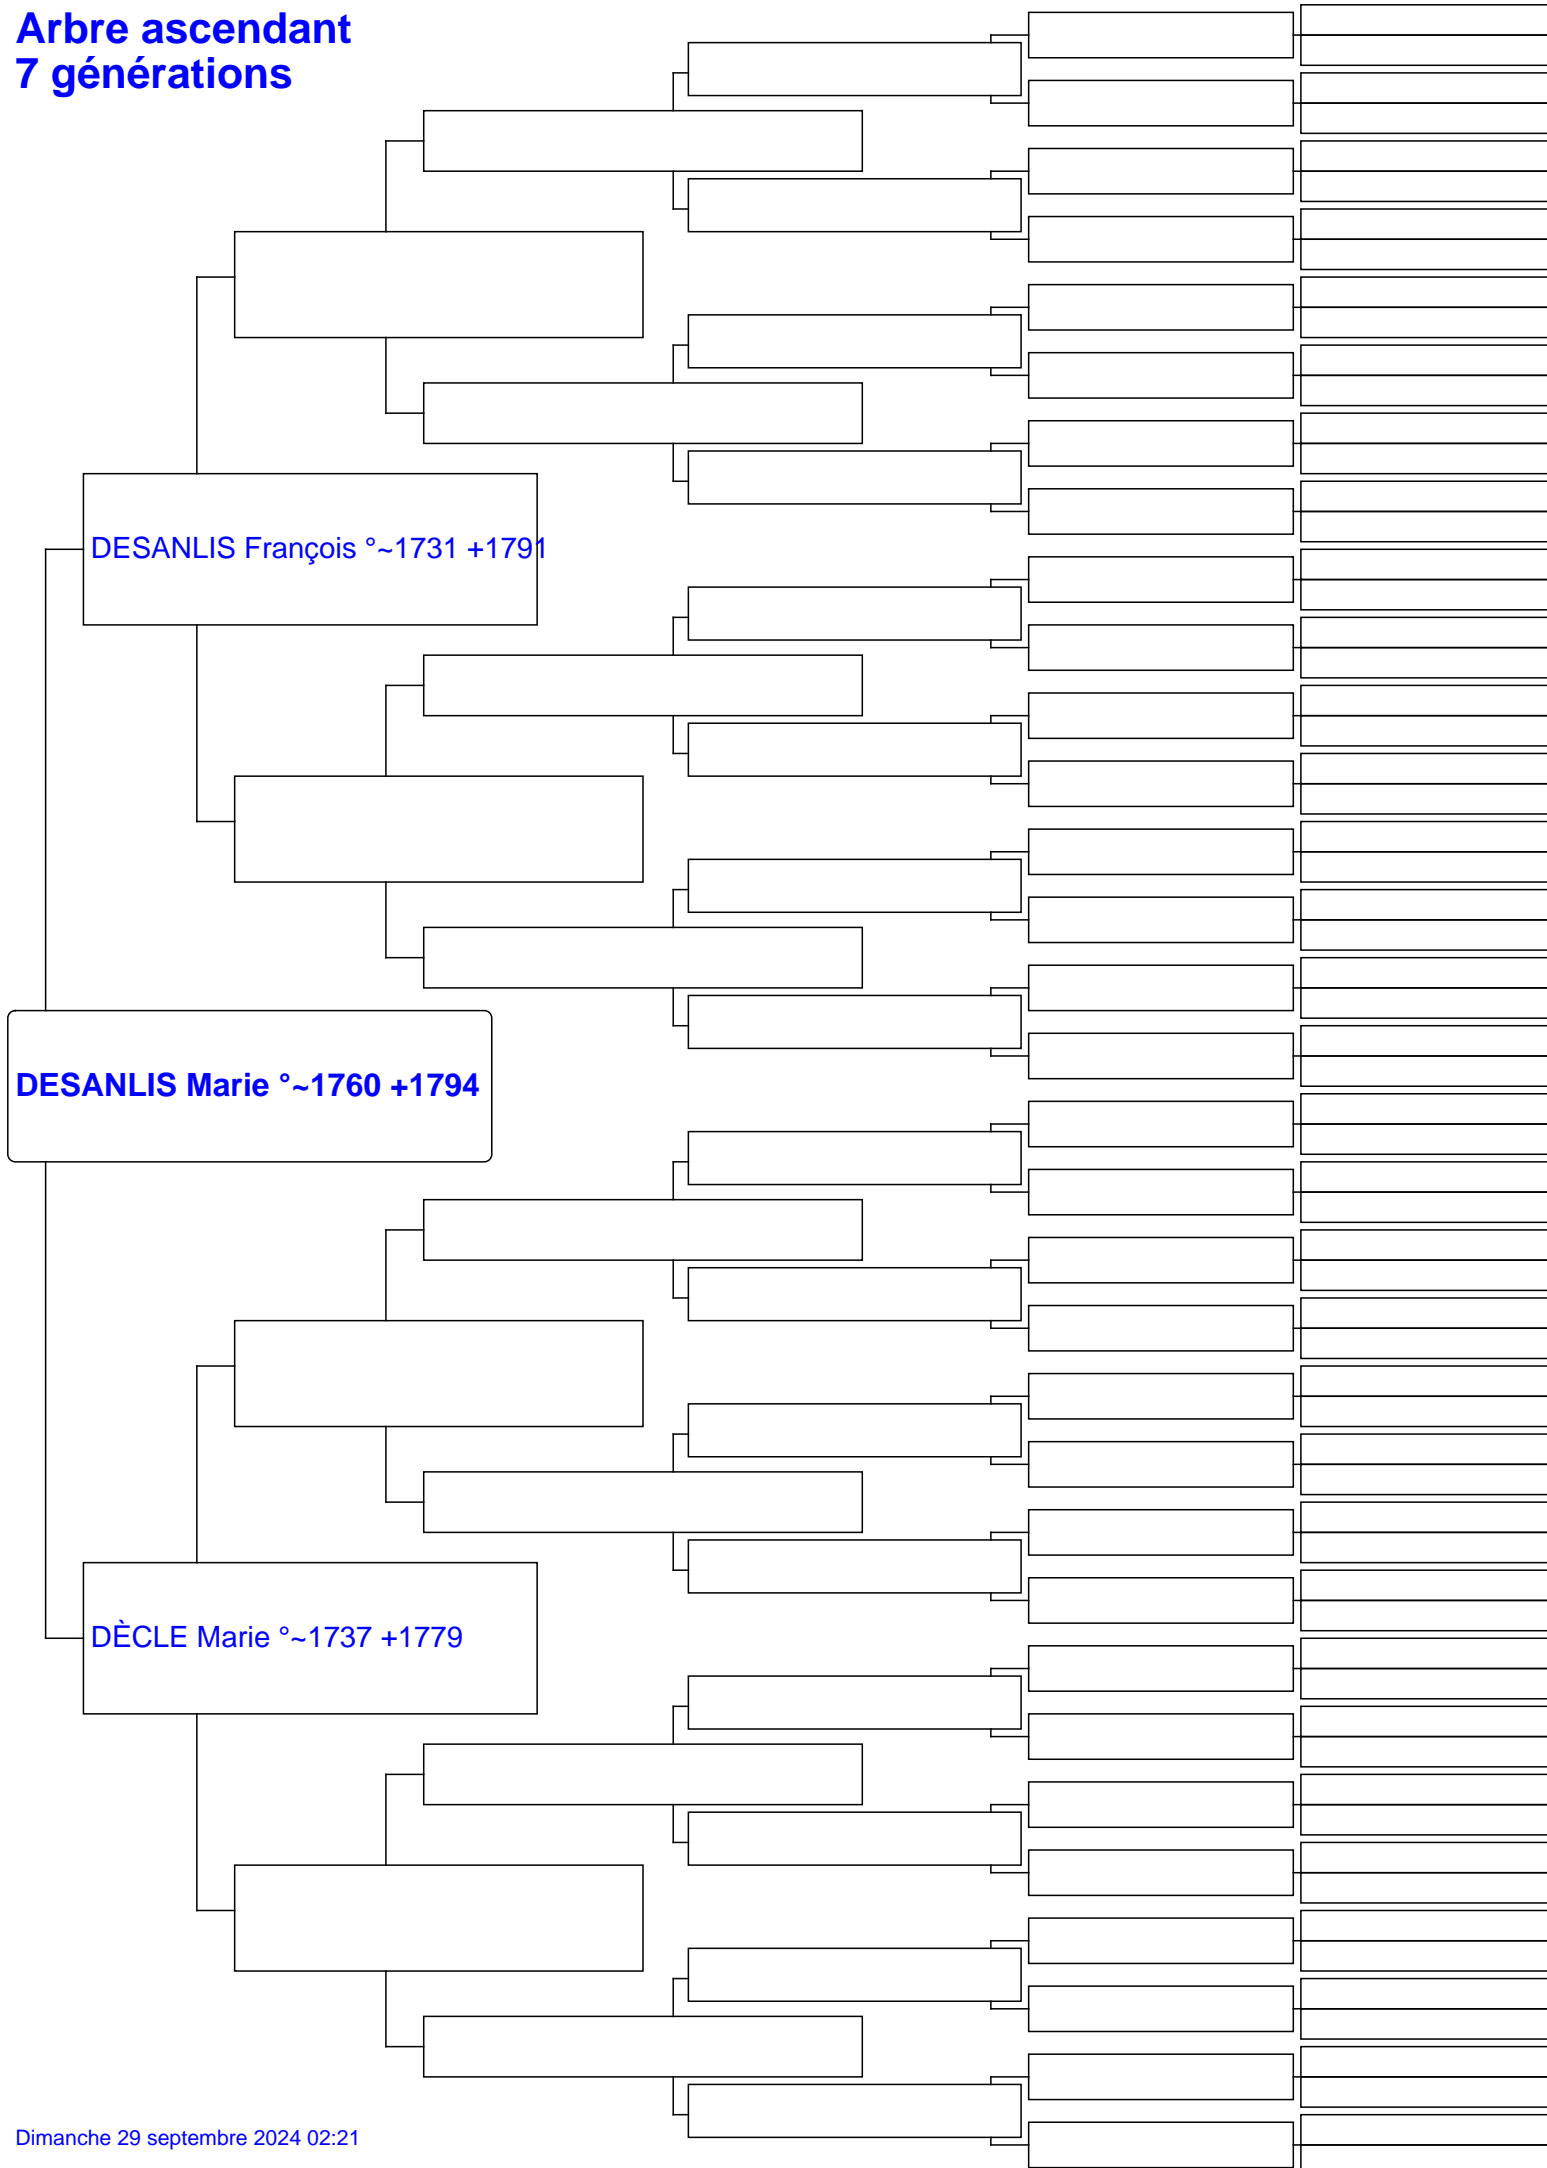 Arbre ascendant
7 générations
DESANLIS François °~1731 +1791
DESANLIS Marie °~1760 +1794
DÈCLE Marie °~1737 +1779
Dimanche 29 septembre 2024 02:21